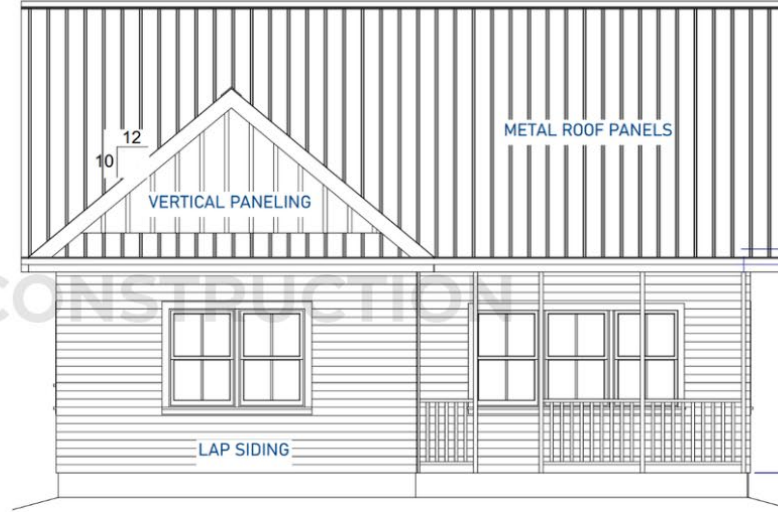 METAL ROOF PANELS
12
10
VERTICAL PANELING
CONSTRUCTION
LAP SIDING